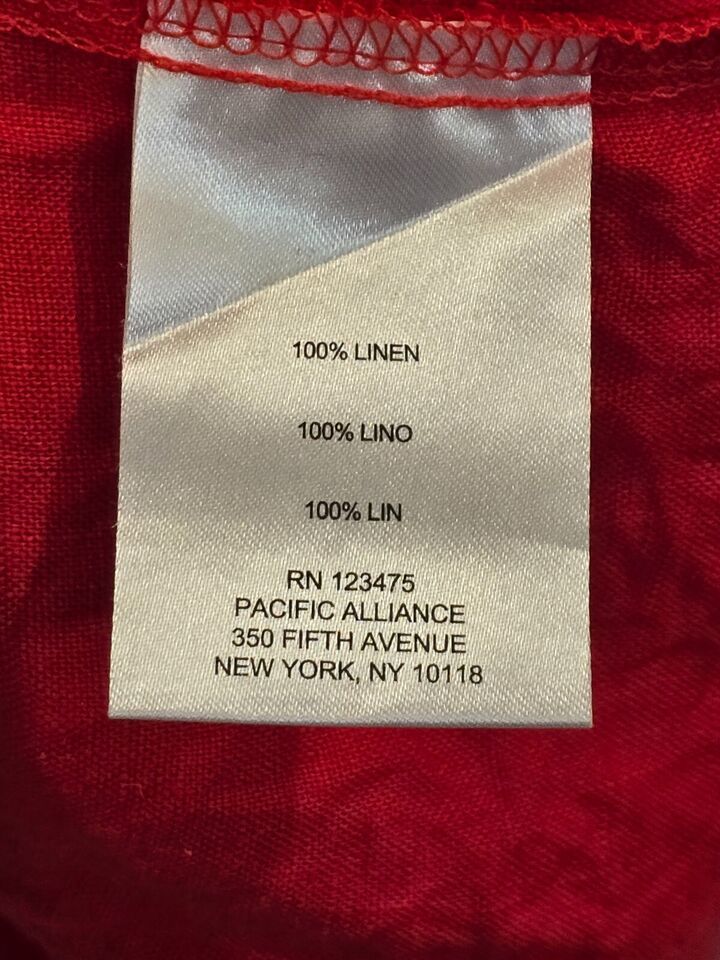 100% LINEN
100% LINO
100% LIN
RN 123475
PACIFIC ALLIANCE
350 FIFTH AVENUE
NEW YORK, NY 10118